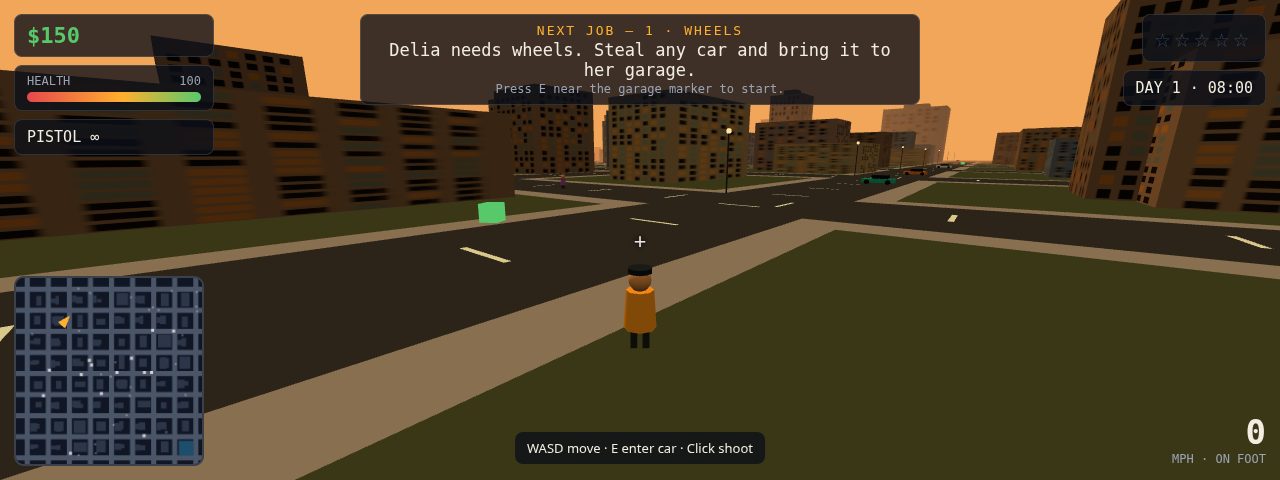 $150
HEALTH 100
PISTOL ∞
NEXT JOB — 1 · WHEELS
Delia needs wheels. Steal any car and bring it to
her garage.
Press E near the garage marker to start.
☆☆☆☆☆
DAY 1 · 08:00
WASD move · E enter car · Click shoot
0
MPH · ON FOOT